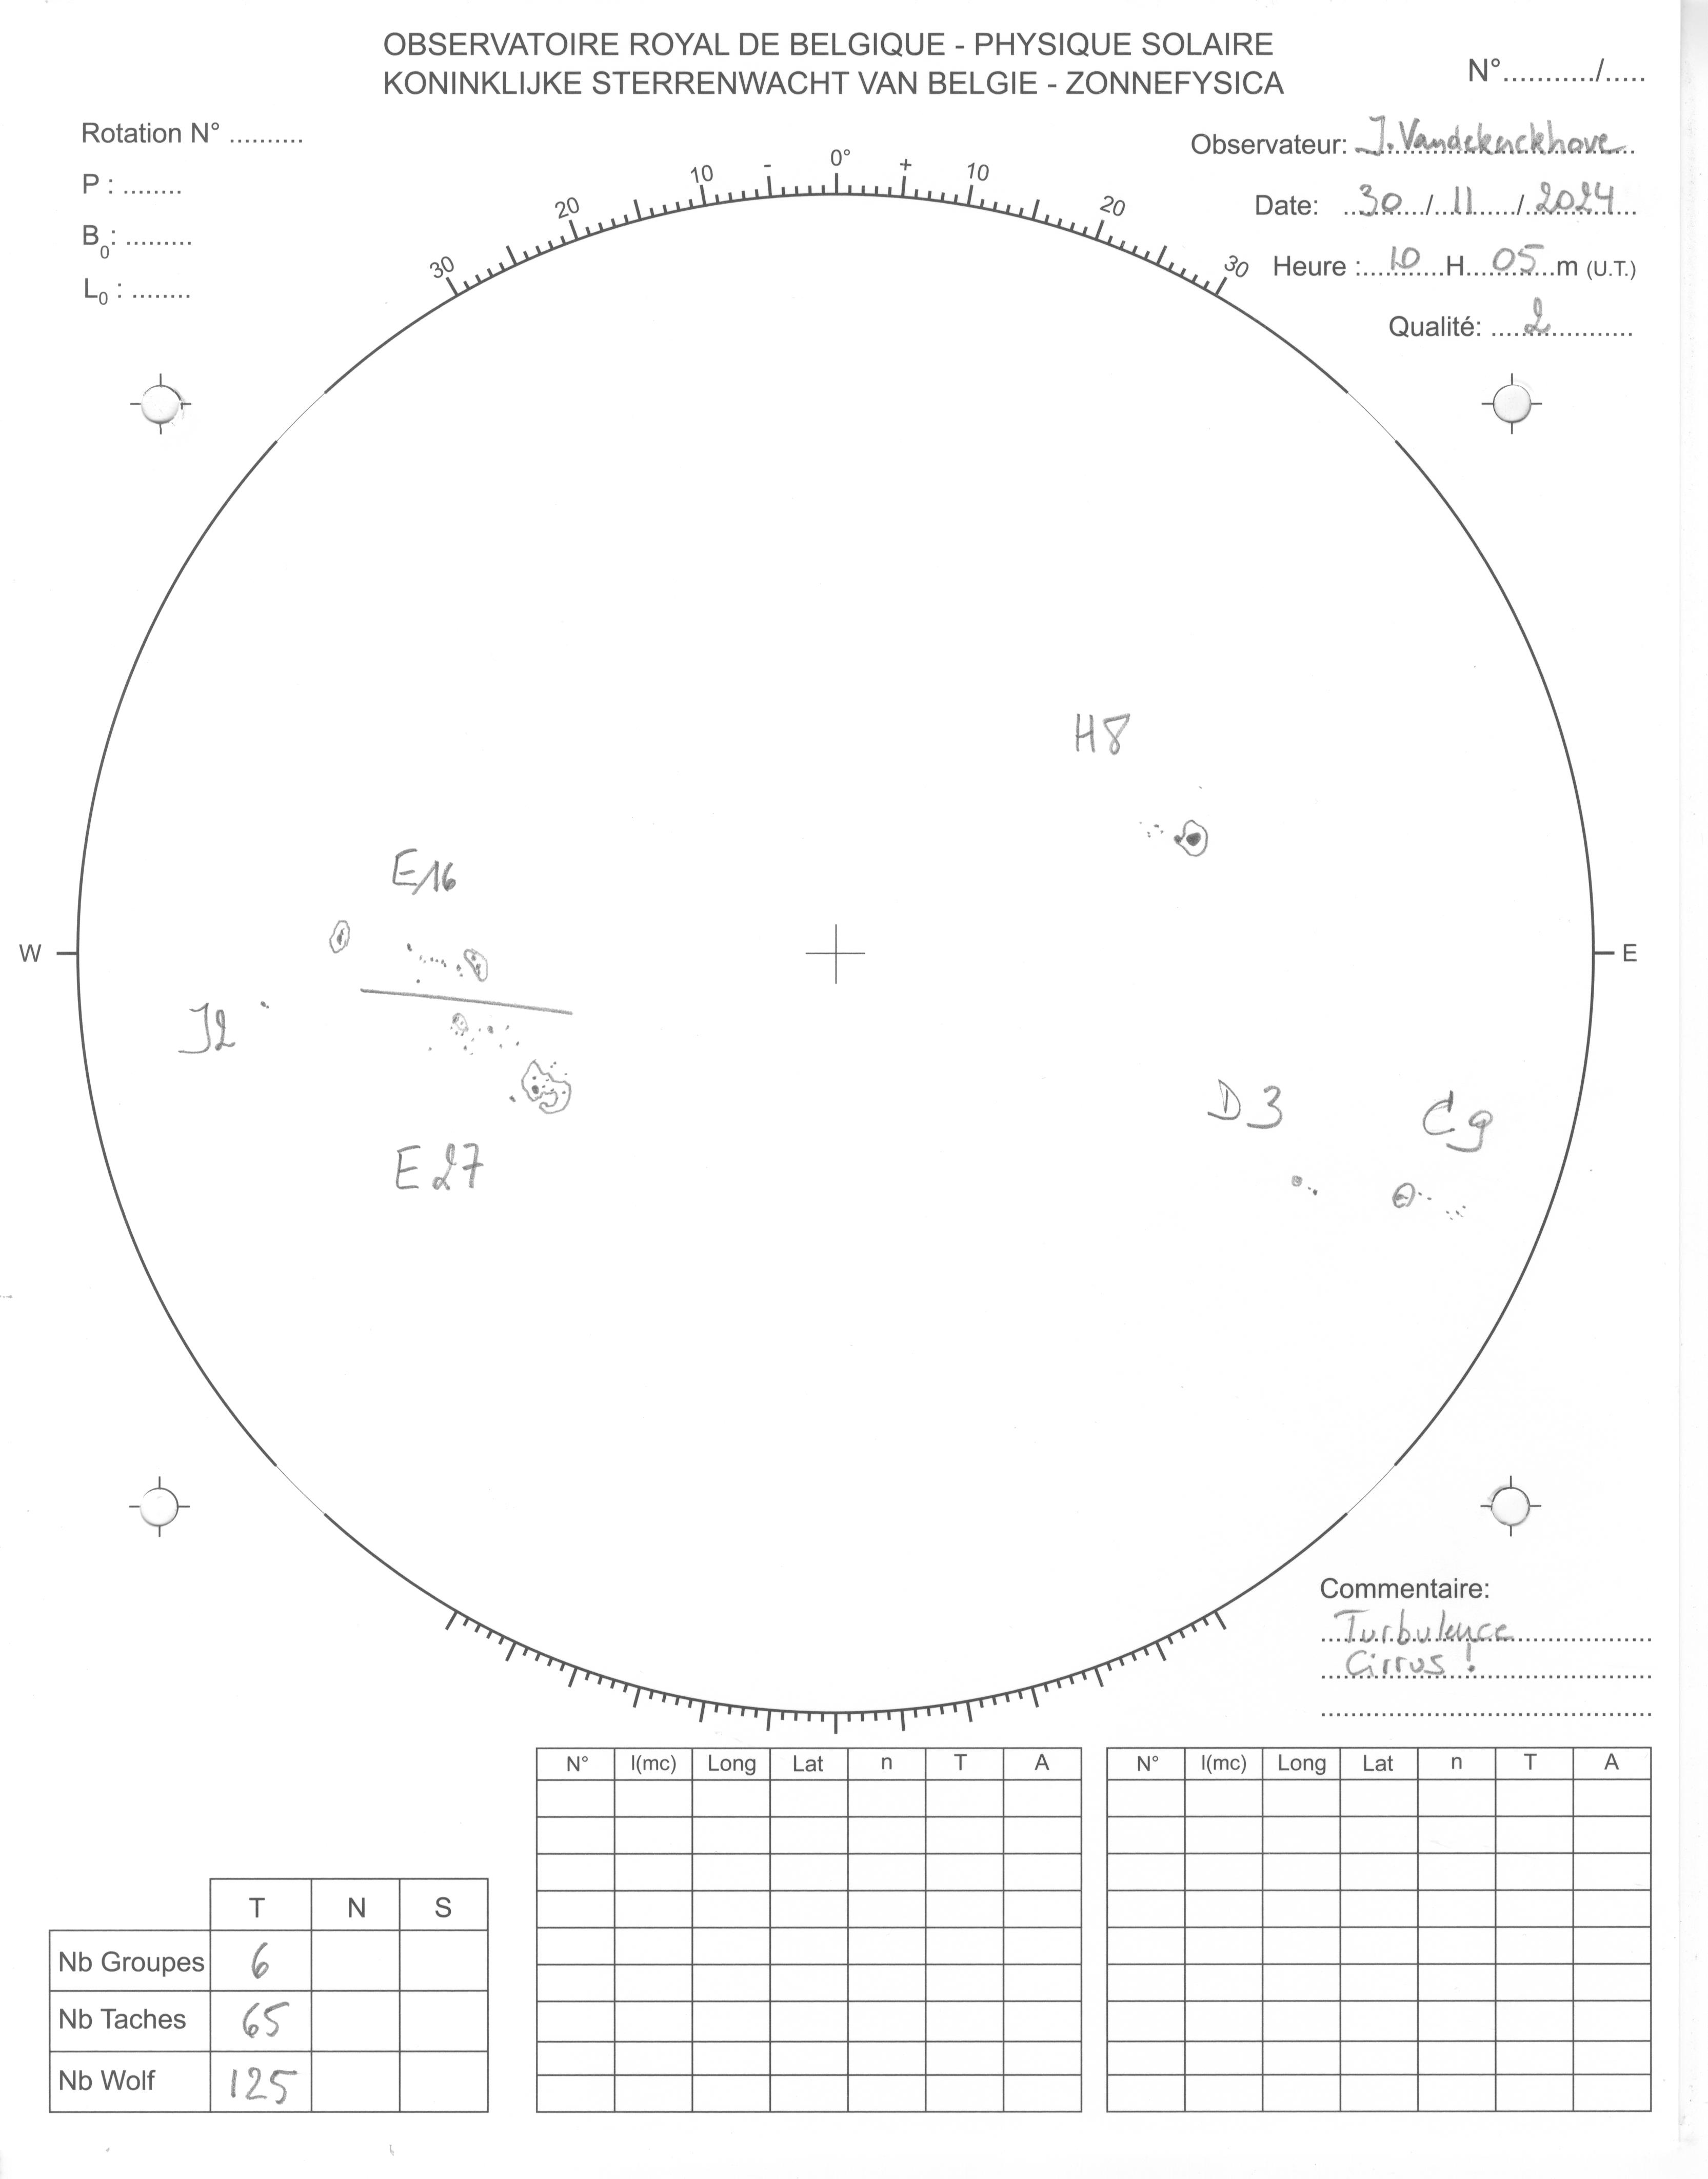 OBSERVATOIRE ROYAL DE BELGIQUE - PHYSIQUE SOLAIRE
KONINKLIJKE STERRENWACHT VAN BELGIE - ZONNEFYSICA
N°.........../.....
Rotation N° ..........
P : ........
B0: .........
L0 : ........
Observateur: J. Vandekerckhove
Date: 30 / 11 / 2024
Heure : 10 H 05 m (U.T.)
Qualité: 2
30 20 10 - 0° + 10 20 30
H8
E16
W
E
J2
D3
C9
E27
Commentaire:
Turbulence
Cirrus !
N° l(mc) Long Lat n T A
N° l(mc) Long Lat n T A
T N S
Nb Groupes 6
Nb Taches 65
Nb Wolf 125